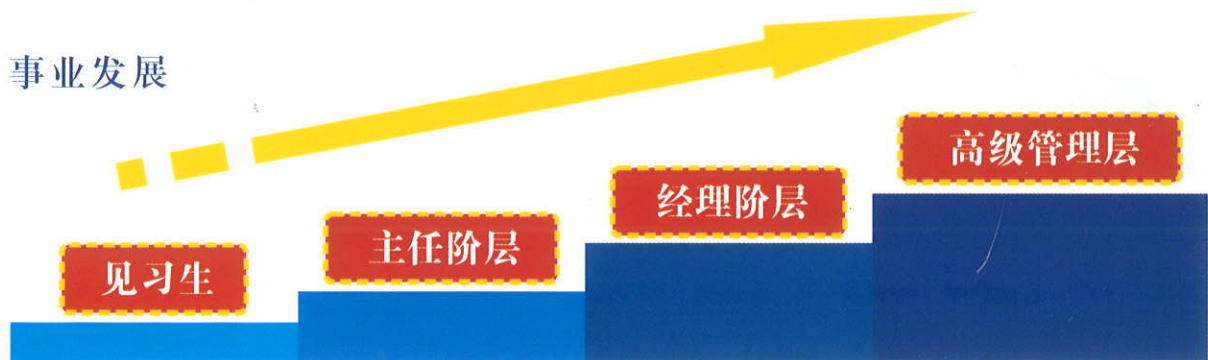 事业发展
见习生
主任阶层
经理阶层
高级管理层